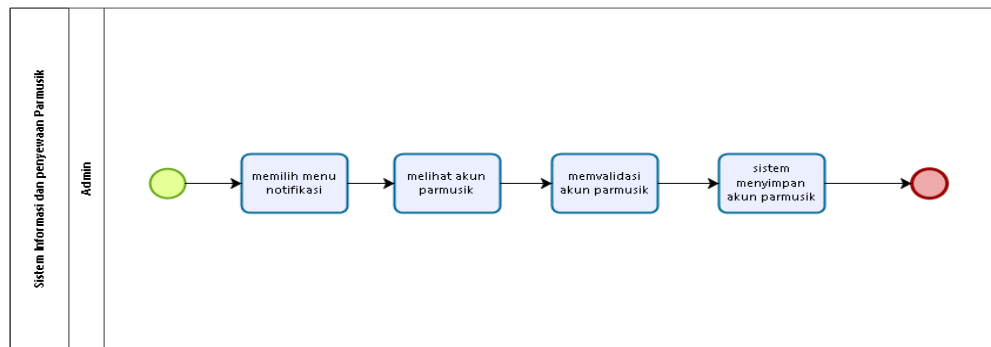 Sistem Informasi dan penyewaan Parmusik
Admin
memilih menu
notifikasi
melihat akun
parmusik
memvalidasi
akun parmusik
sistem
menyimpan
akun parmusik